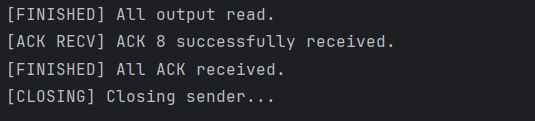 [FINISHED] All output read.
[ACK RECV] ACK 8 successfully received.
[FINISHED] All ACK received.
[CLOSING] Closing sender...